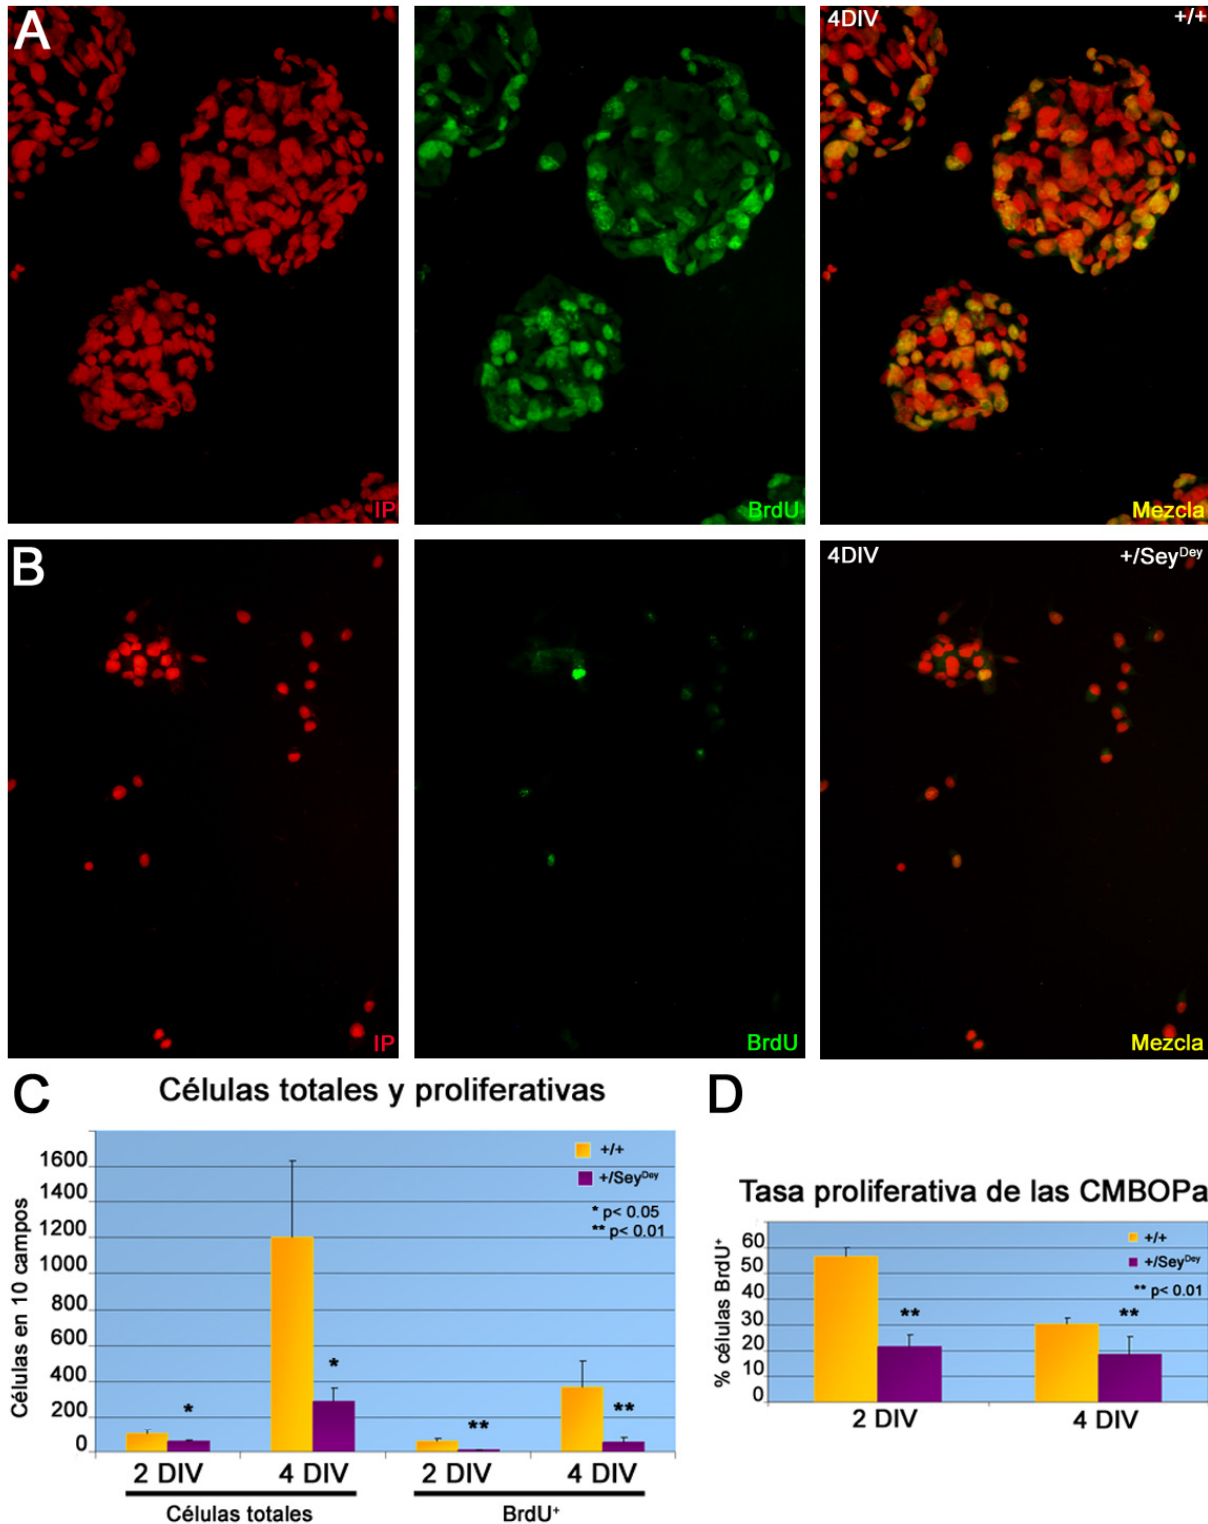 A
4DIV +/+
IP
BrdU
Mezcla
B
4DIV +/Sey^Dey
IP
BrdU
Mezcla
C
Células totales y proliferativas
Células en 10 campos
1600
1400
1200
1000
800
600
400
200
0
+/+
+/Sey^Dey
* p< 0.05
** p< 0.01
*
*
**
**
2 DIV 4 DIV 2 DIV 4 DIV
Células totales BrdU⁺
D
Tasa proliferativa de las CMBOPa
% células BrdU⁺
60
50
40
30
20
10
0
+/+
+/Sey^Dey
** p< 0.01
**
**
2 DIV 4 DIV